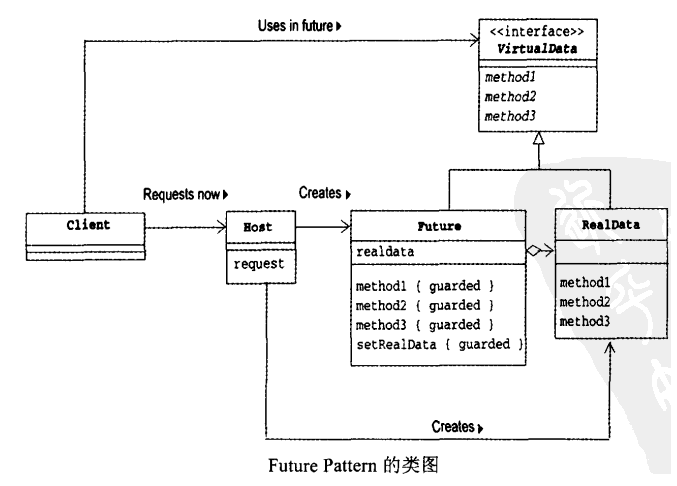 Uses in future
<<interface>>
VirtualData
method1
method2
method3
Requests now
Creates
Client
Host
request
Future
realdata
method1 { guarded }
method2 { guarded }
method3 { guarded }
setRealData { guarded }
RealData
method1
method2
method3
Creates
Future Pattern 的类图